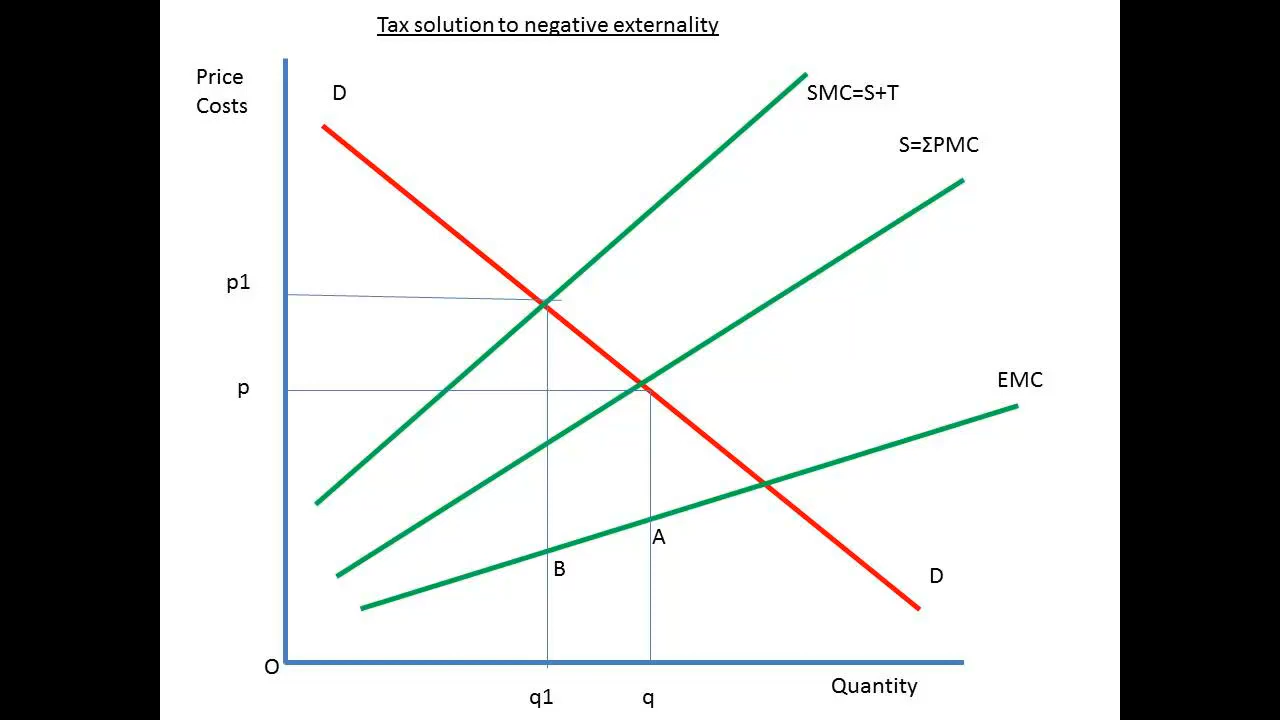 Tax solution to negative externality
Price
Costs
D
SMC=S+T
S=ΣPMC
p1
p
EMC
A
B
D
O
q1
q
Quantity